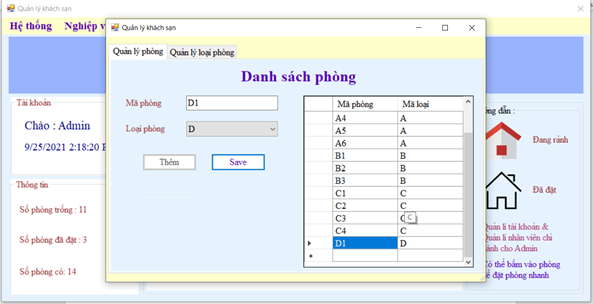 Quản lý khách sạn
Hệ thống Nghiệp v
Quản lý khách sạn
Quản lý phòng Quản lý loại phòng
Danh sách phòng
Mã phòng D1
Loại phòng D
Thêm Save
Mã phòng Mã loại
A4 A
A5 A
A6 A
B1 B
B2 B
B3 B
C1 C
C2 C
C3 C
C
C4 C
D1 D
Tài khoản
Chào : Admin
9/25/2021 2:18:20 P
Thông tin
Số phòng trống : 11
Số phòng đã đặt : 3
Số phòng có: 14
ng dẫn :
Đang rảnh
Đã đặt
Quản lí tài khoản &
Quản lí nhân viên chỉ
dành cho Admin
Có thể bấm vào phòng
để đặt phòng nhanh